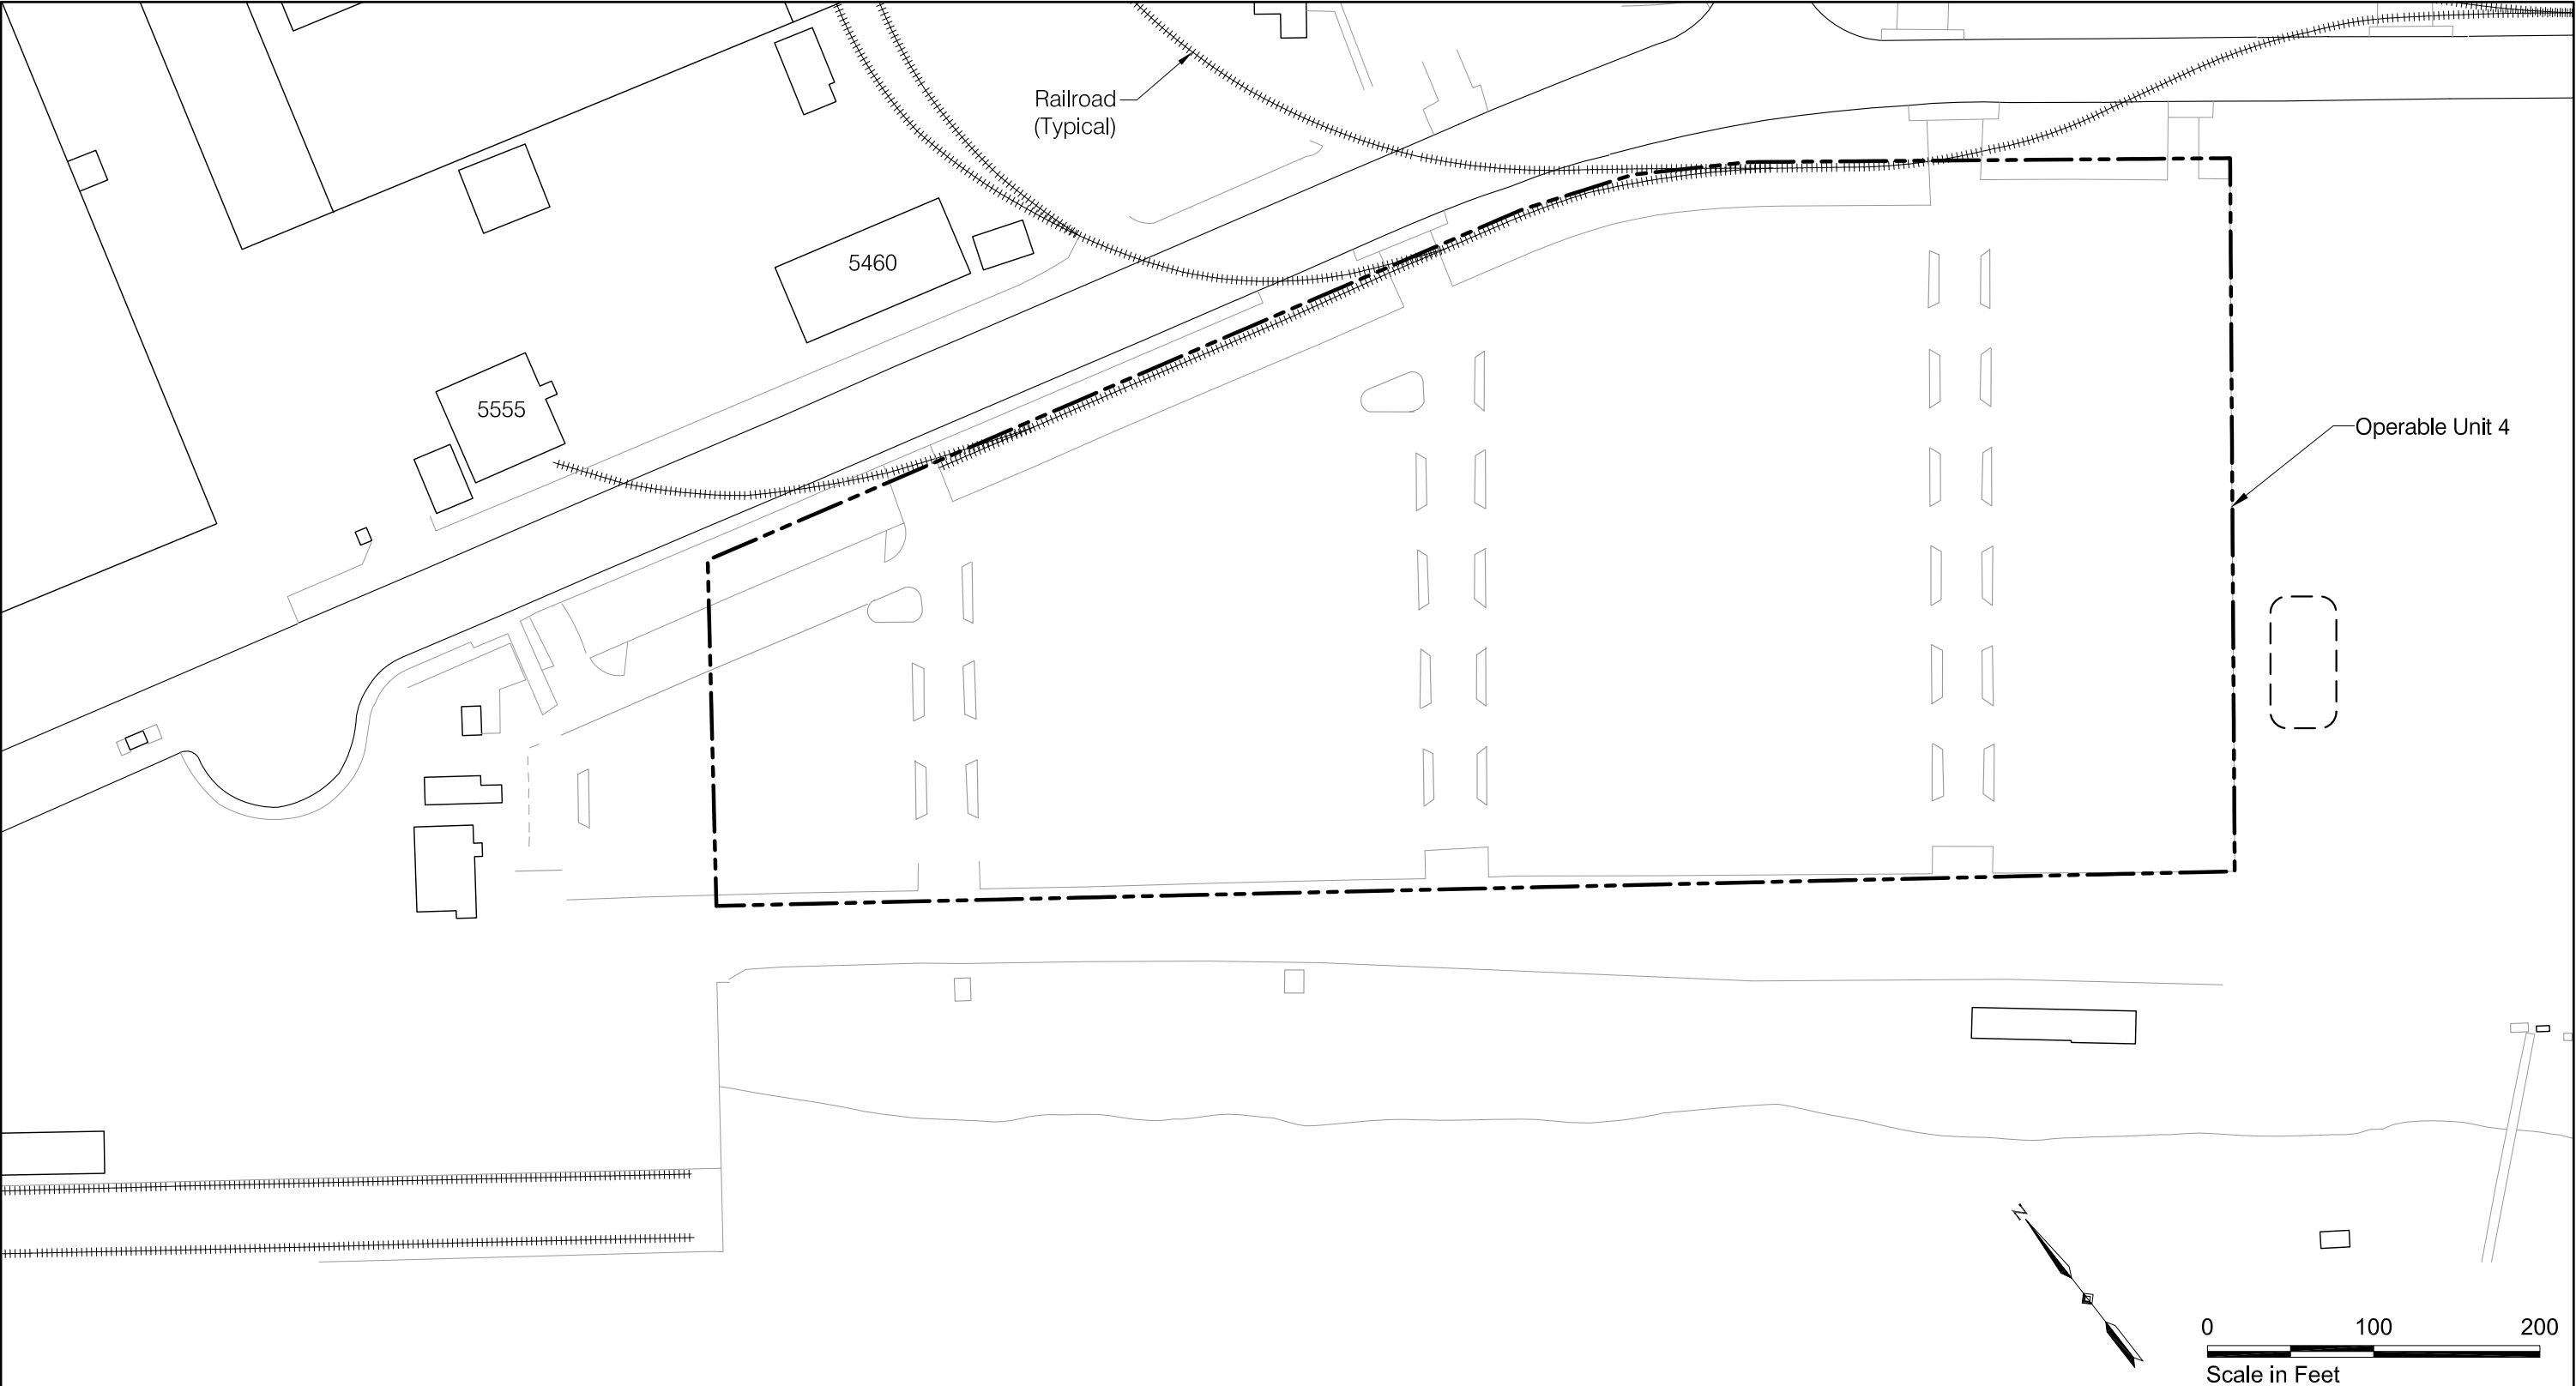 Railroad
(Typical)
5460
5555
Operable Unit 4
N
0 100 200
Scale in Feet